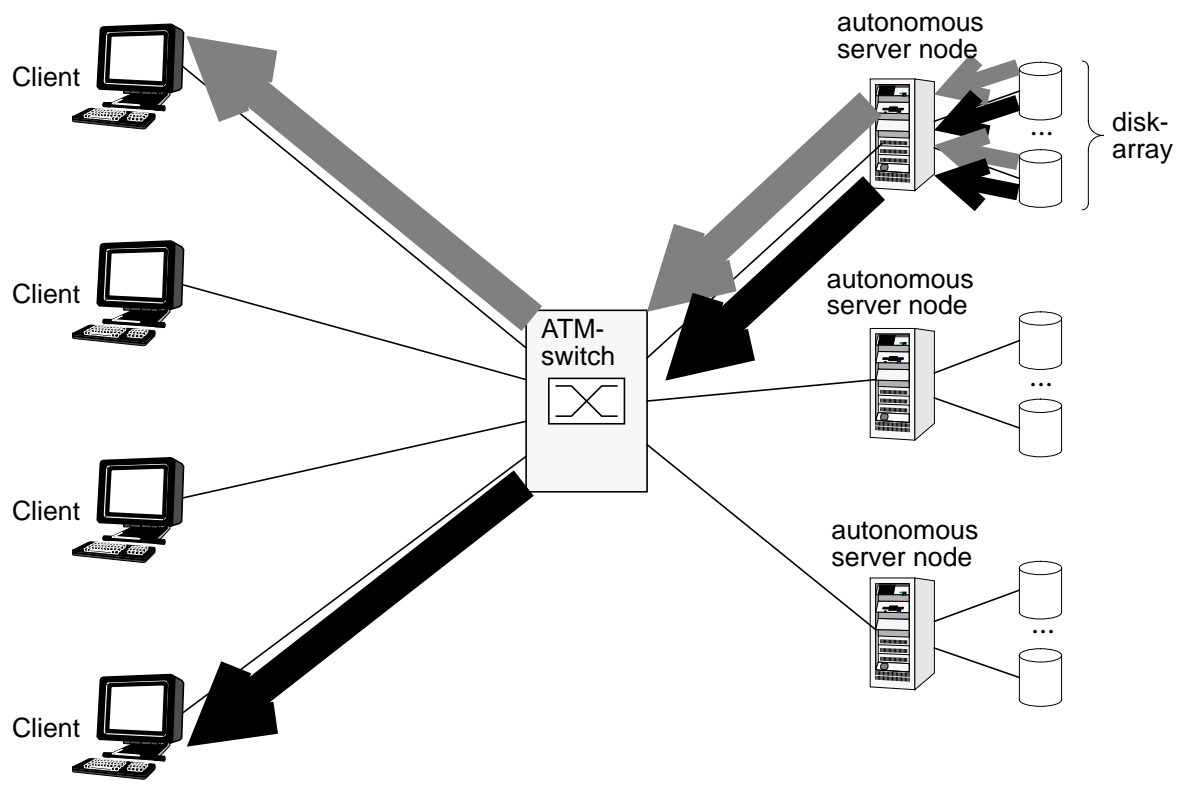 autonomous
server node
Client
disk-
array
...
...
Client
autonomous
server node
ATM-
switch
...
Client
autonomous
server node
...
Client